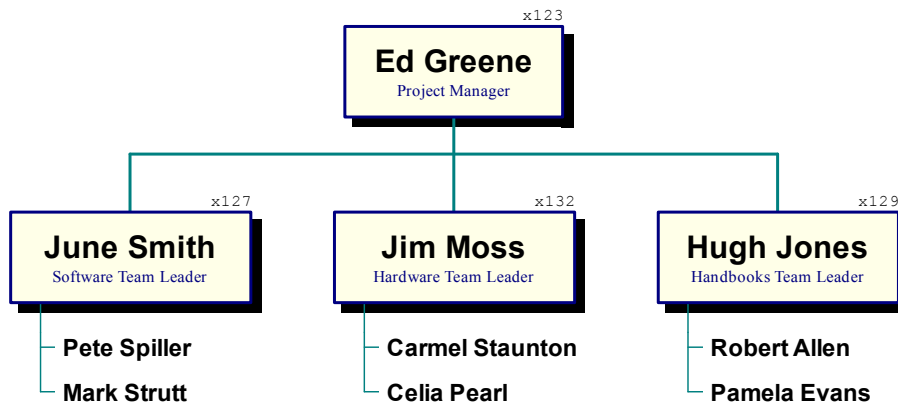 x123
Ed Greene
Project Manager
x127
x132
x129
June Smith
Jim Moss
Hugh Jones
Software Team Leader
Hardware Team Leader
Handbooks Team Leader
Pete Spiller
Carmel Staunton
Robert Allen
Mark Strutt
Celia Pearl
Pamela Evans